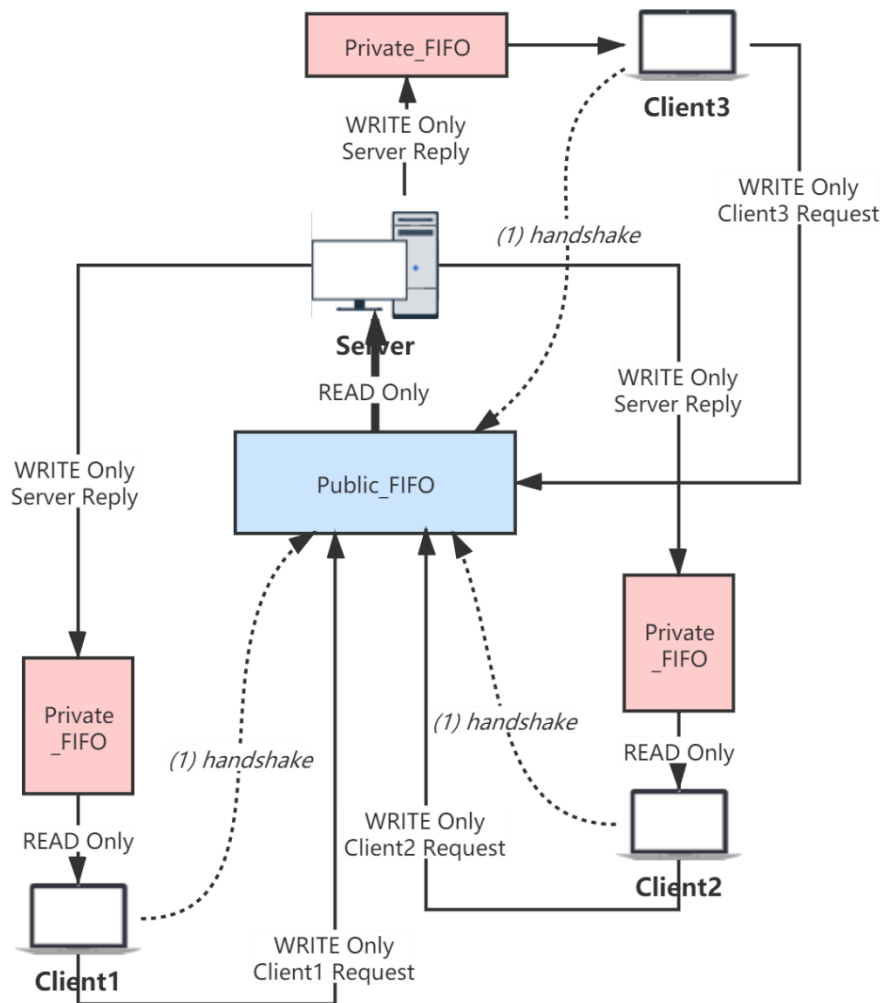 Private_FIFO
Client3
WRITE Only
Server Reply
WRITE Only
Client3 Request
(1) handshake
Server
READ Only
WRITE Only
Server Reply
WRITE Only
Server Reply
Public_FIFO
Private
_FIFO
Private
_FIFO
(1) handshake
(1) handshake
READ Only
READ Only
WRITE Only
Client2 Request
Client2
WRITE Only
Client1 Request
Client1